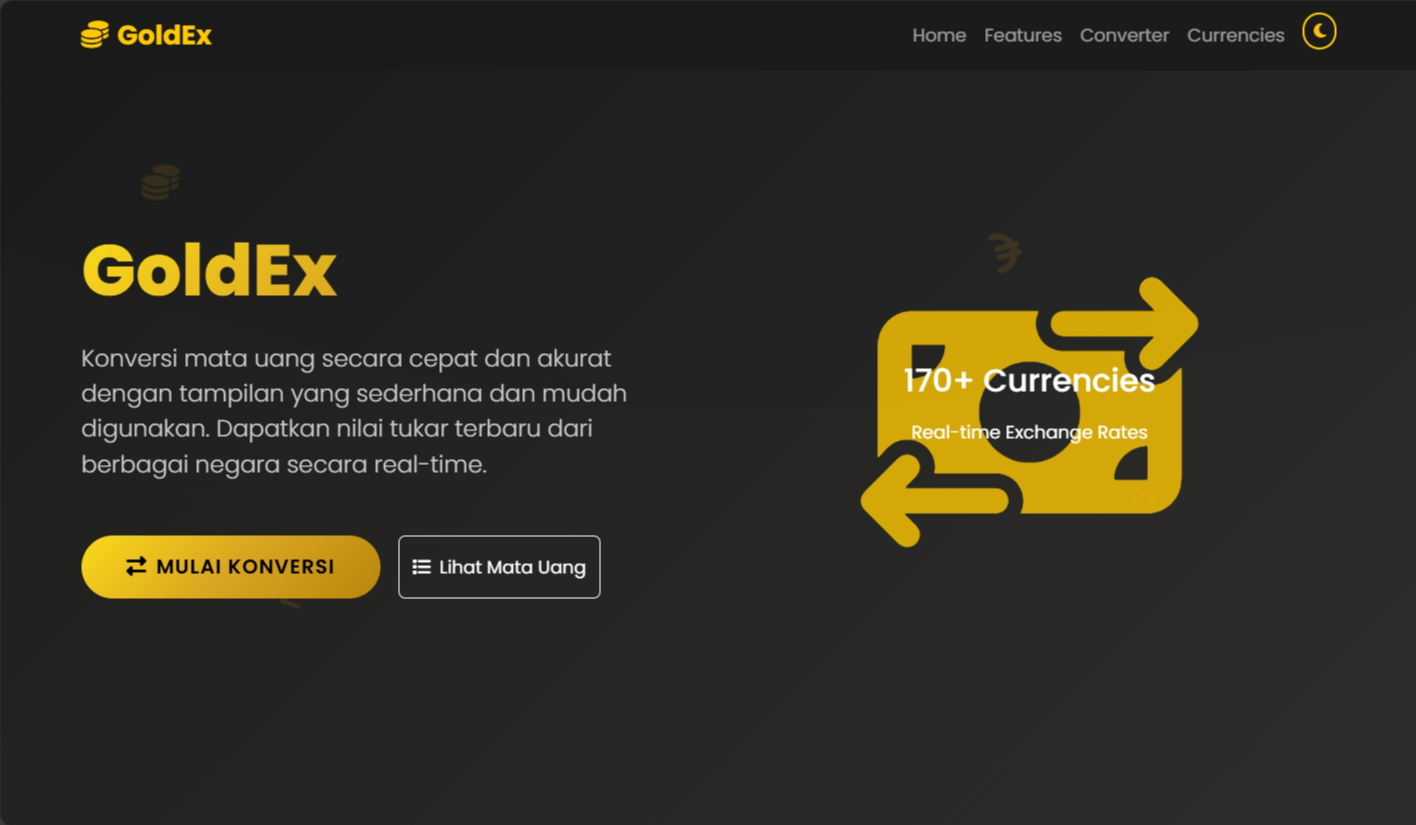 GoldEx
Home Features Converter Currencies
GoldEx
Konversi mata uang secara cepat dan akurat
dengan tampilan yang sederhana dan mudah
digunakan. Dapatkan nilai tukar terbaru dari
berbagai negara secara real-time.
MULAI KONVERSI
Lihat Mata Uang
170+ Currencies
Real-time Exchange Rates